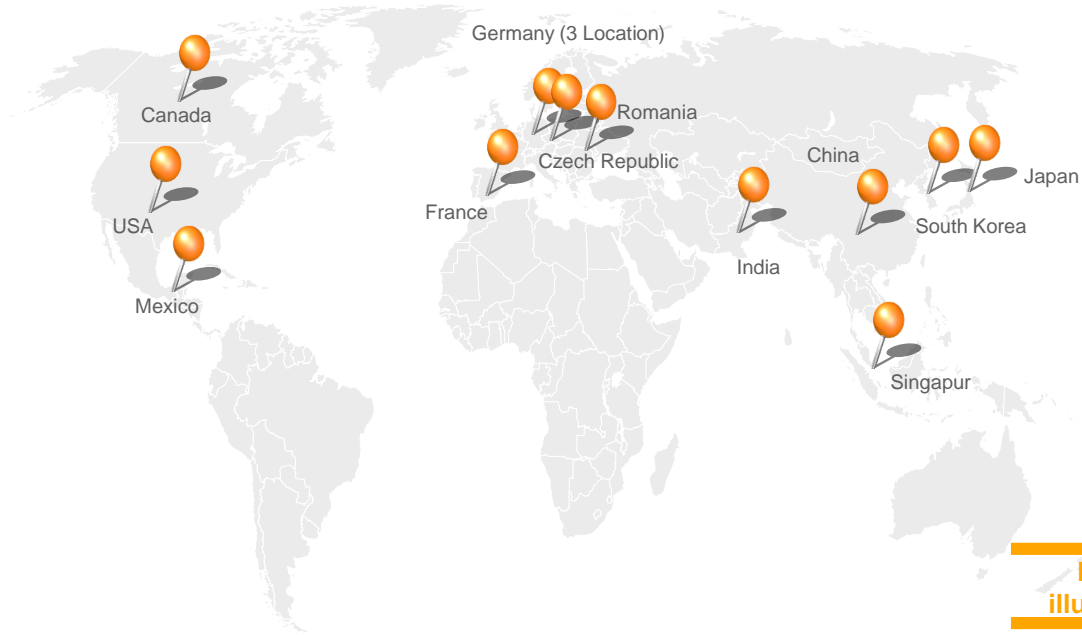 Germany (3 Location)
Canada
Romania
Czech Republic
China
Japan
France
USA
South Korea
India
Mexico
Singapur